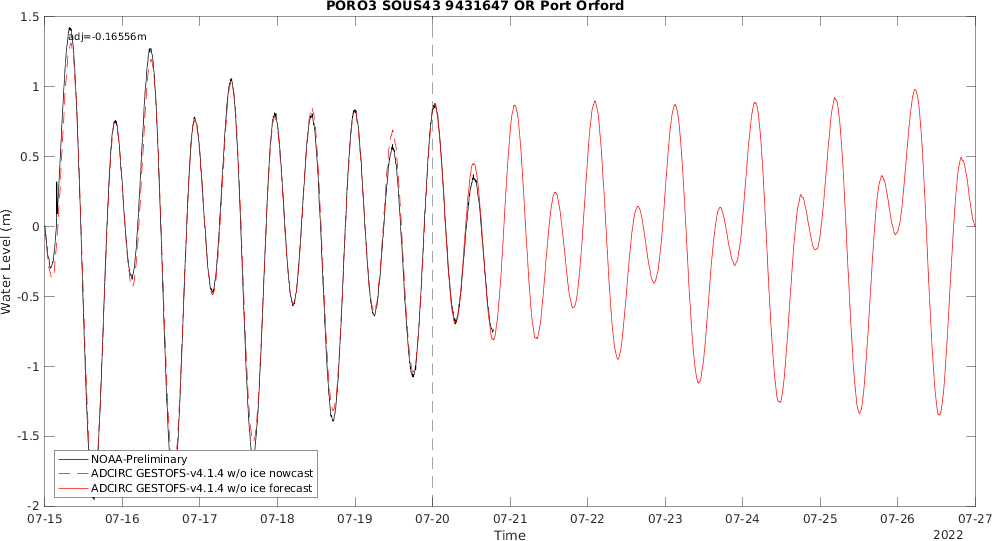 PORO3 SOUS43 9431647 OR Port Orford
adj=-0.16556m
1.5
1
0.5
0
-0.5
-1
-1.5
-2
Water Level (m)
NOAA-Preliminary
ADCIRC GESTOFS-v4.1.4 w/o ice nowcast
ADCIRC GESTOFS-v4.1.4 w/o ice forecast
07-15 07-16 07-17 07-18 07-19 07-20 07-21 07-22 07-23 07-24 07-25 07-26 07-27
Time
2022